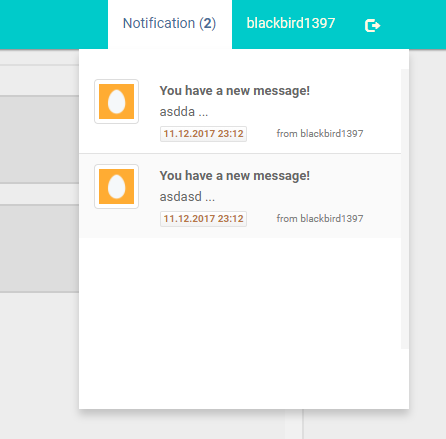 Notification (2) blackbird1397
You have a new message!
asdda ...
11.12.2017 23:12 from blackbird1397
You have a new message!
asdasd ...
11.12.2017 23:12 from blackbird1397